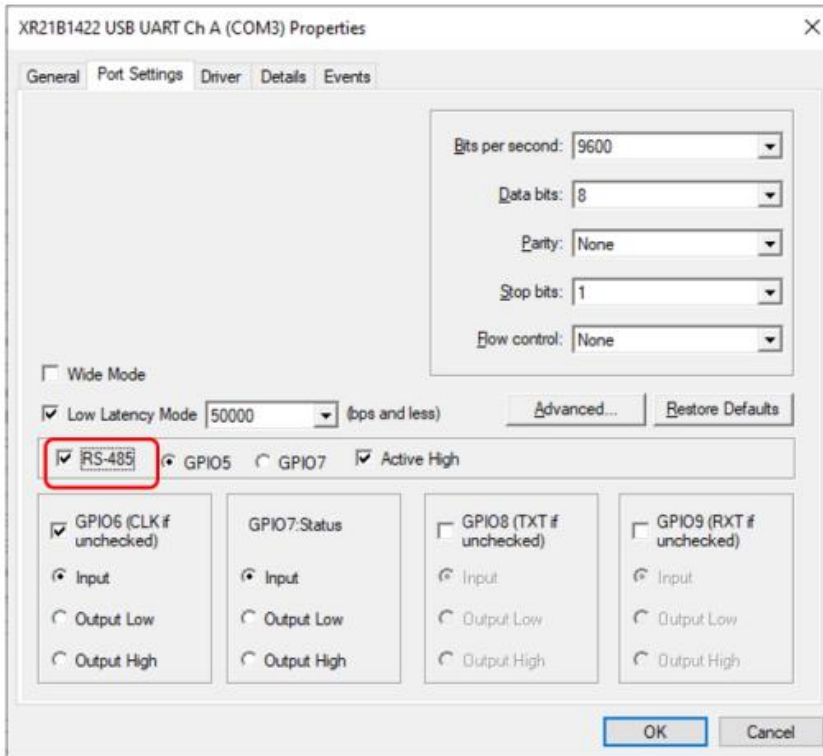 XR21B1422 USB UART Ch A (COM3) Properties
General Port Settings Driver Details Events
Bits per second: 9600
Data bits: 8
Parity: None
Stop bits: 1
Flow control: None
Wide Mode
Low Latency Mode 50000 (bps and less) Advanced... Restore Defaults
RS-485 GPIO5 GPIO7 Active High
GPIO6 (CLK if
unchecked)
Input
Output Low
Output High
GPIO7:Status
Input
Output Low
Output High
GPIO8 (TXT if
unchecked)
Input
Output Low
Output High
GPIO9 (RXT if
unchecked)
Input
Output Low
Output High
OK Cancel